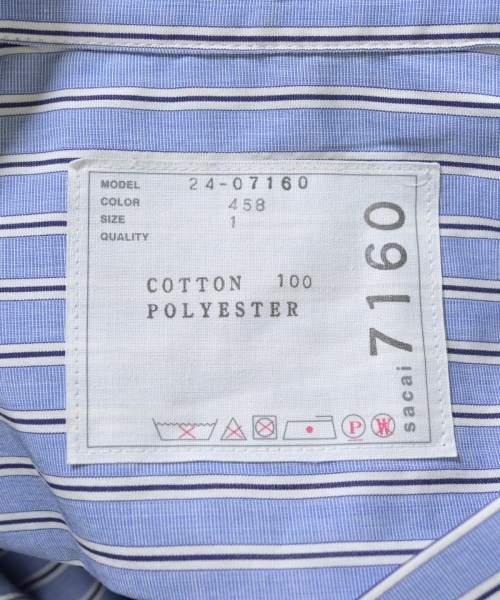 MODEL 24-07160
COLOR 458
SIZE 1
QUALITY
COTTON 100
POLYESTER
P
W
sacai 7160